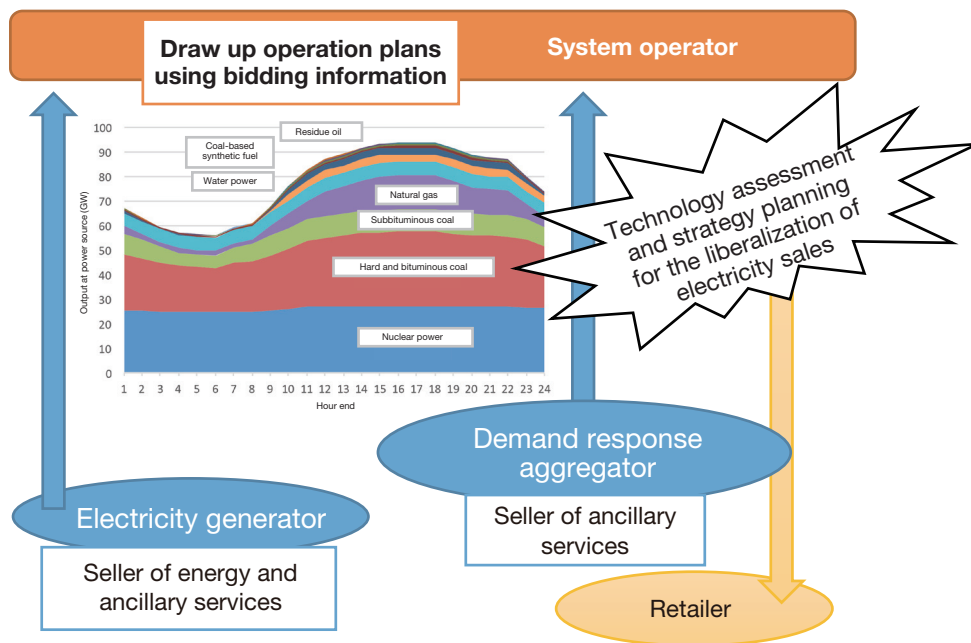 Draw up operation plans
using bidding information
System operator
Output at power source (GW)
100
90
80
70
60
50
40
30
20
10
0
Residue oil
Coal-based
synthetic fuel
Water power
Natural gas
Subbituminous coal
Hard and bituminous coal
Nuclear power
1 2 3 4 5 6 7 8 9 10 11 12 13 14 15 16 17 18 19 20 21 22 23 24
Hour end
Technology assessment
and strategy planning
for the liberalization of
electricity sales
Demand response
aggregator
Seller of ancillary
services
Electricity generator
Seller of energy and
ancillary services
Retailer